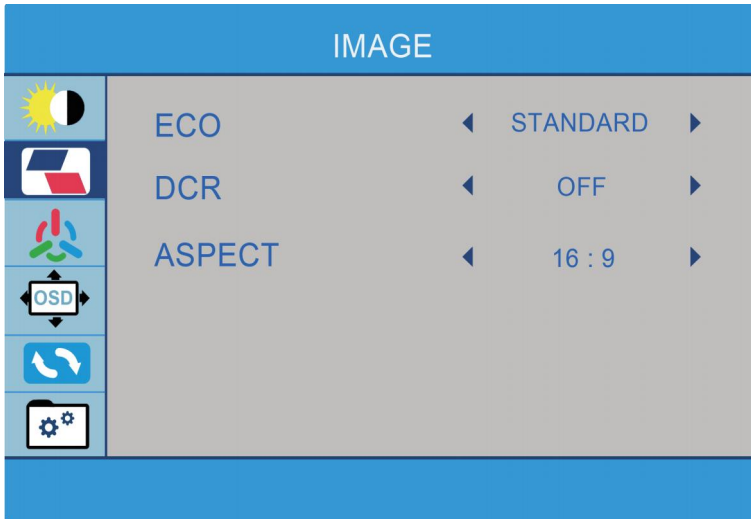 IMAGE
ECO STANDARD
DCR OFF
ASPECT 16 : 9
OSD